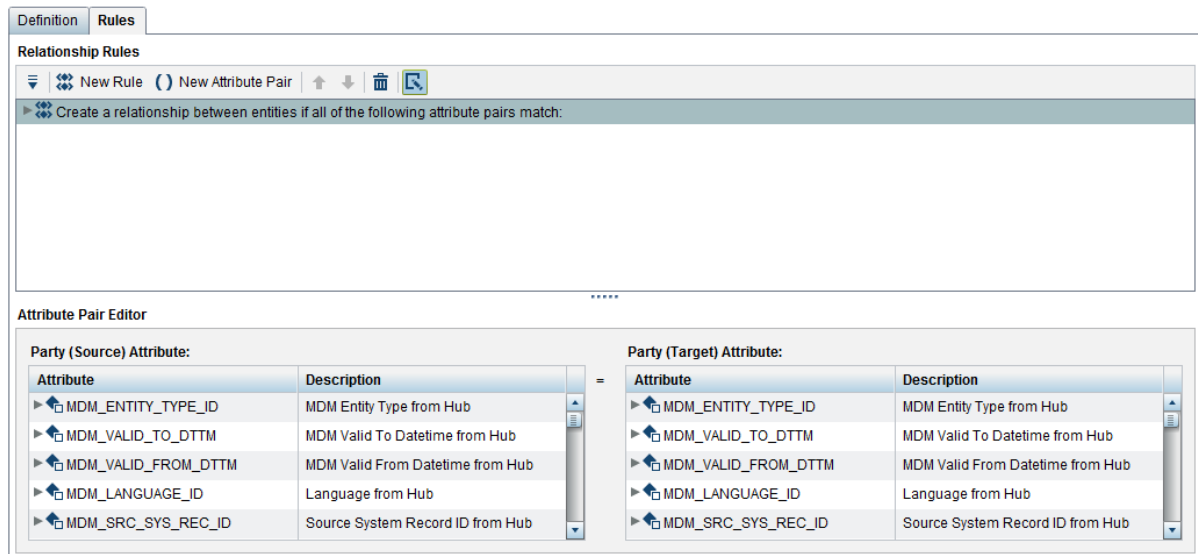 Definition Rules
Relationship Rules
New Rule ( ) New Attribute Pair
Create a relationship between entities if all of the following attribute pairs match:
Attribute Pair Editor
Party (Source) Attribute: Party (Target) Attribute:
Attribute Description = Attribute Description
MDM_ENTITY_TYPE_ID MDM Entity Type from Hub MDM_ENTITY_TYPE_ID MDM Entity Type from Hub
MDM_VALID_TO_DTTM MDM Valid To Datetime from Hub MDM_VALID_TO_DTTM MDM Valid To Datetime from Hub
MDM_VALID_FROM_DTTM MDM Valid From Datetime from Hub MDM_VALID_FROM_DTTM MDM Valid From Datetime from Hub
MDM_LANGUAGE_ID Language from Hub MDM_LANGUAGE_ID Language from Hub
MDM_SRC_SYS_REC_ID Source System Record ID from Hub MDM_SRC_SYS_REC_ID Source System Record ID from Hub